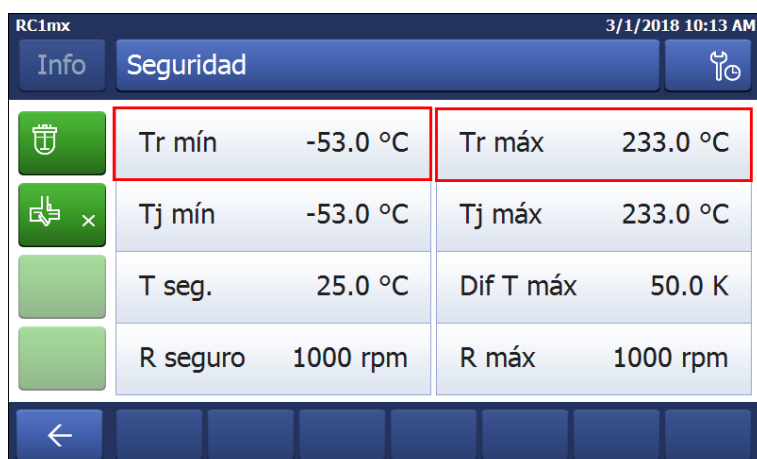 RC1mx 3/1/2018 10:13 AM
Info Seguridad
Tr mín -53.0 °C Tr máx 233.0 °C
Tj mín -53.0 °C Tj máx 233.0 °C
T seg. 25.0 °C Dif T máx 50.0 K
R seguro 1000 rpm R máx 1000 rpm